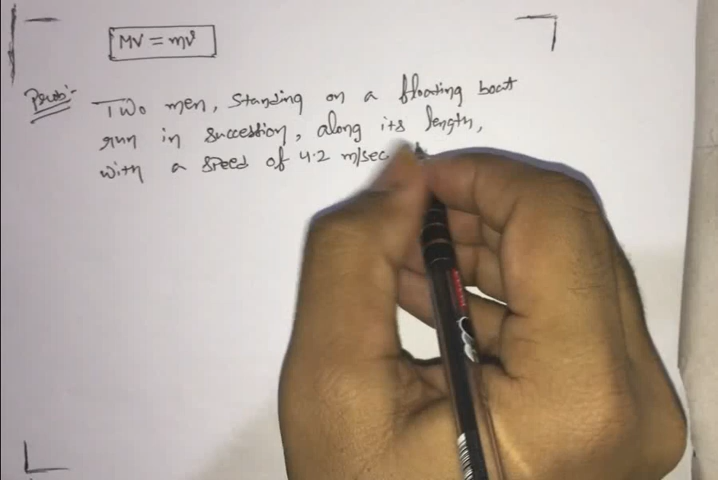 MV = mv
Prob:-
Two men, standing on a floating boat
run in succession, along its length,
with a speed of 4.2 m/sec